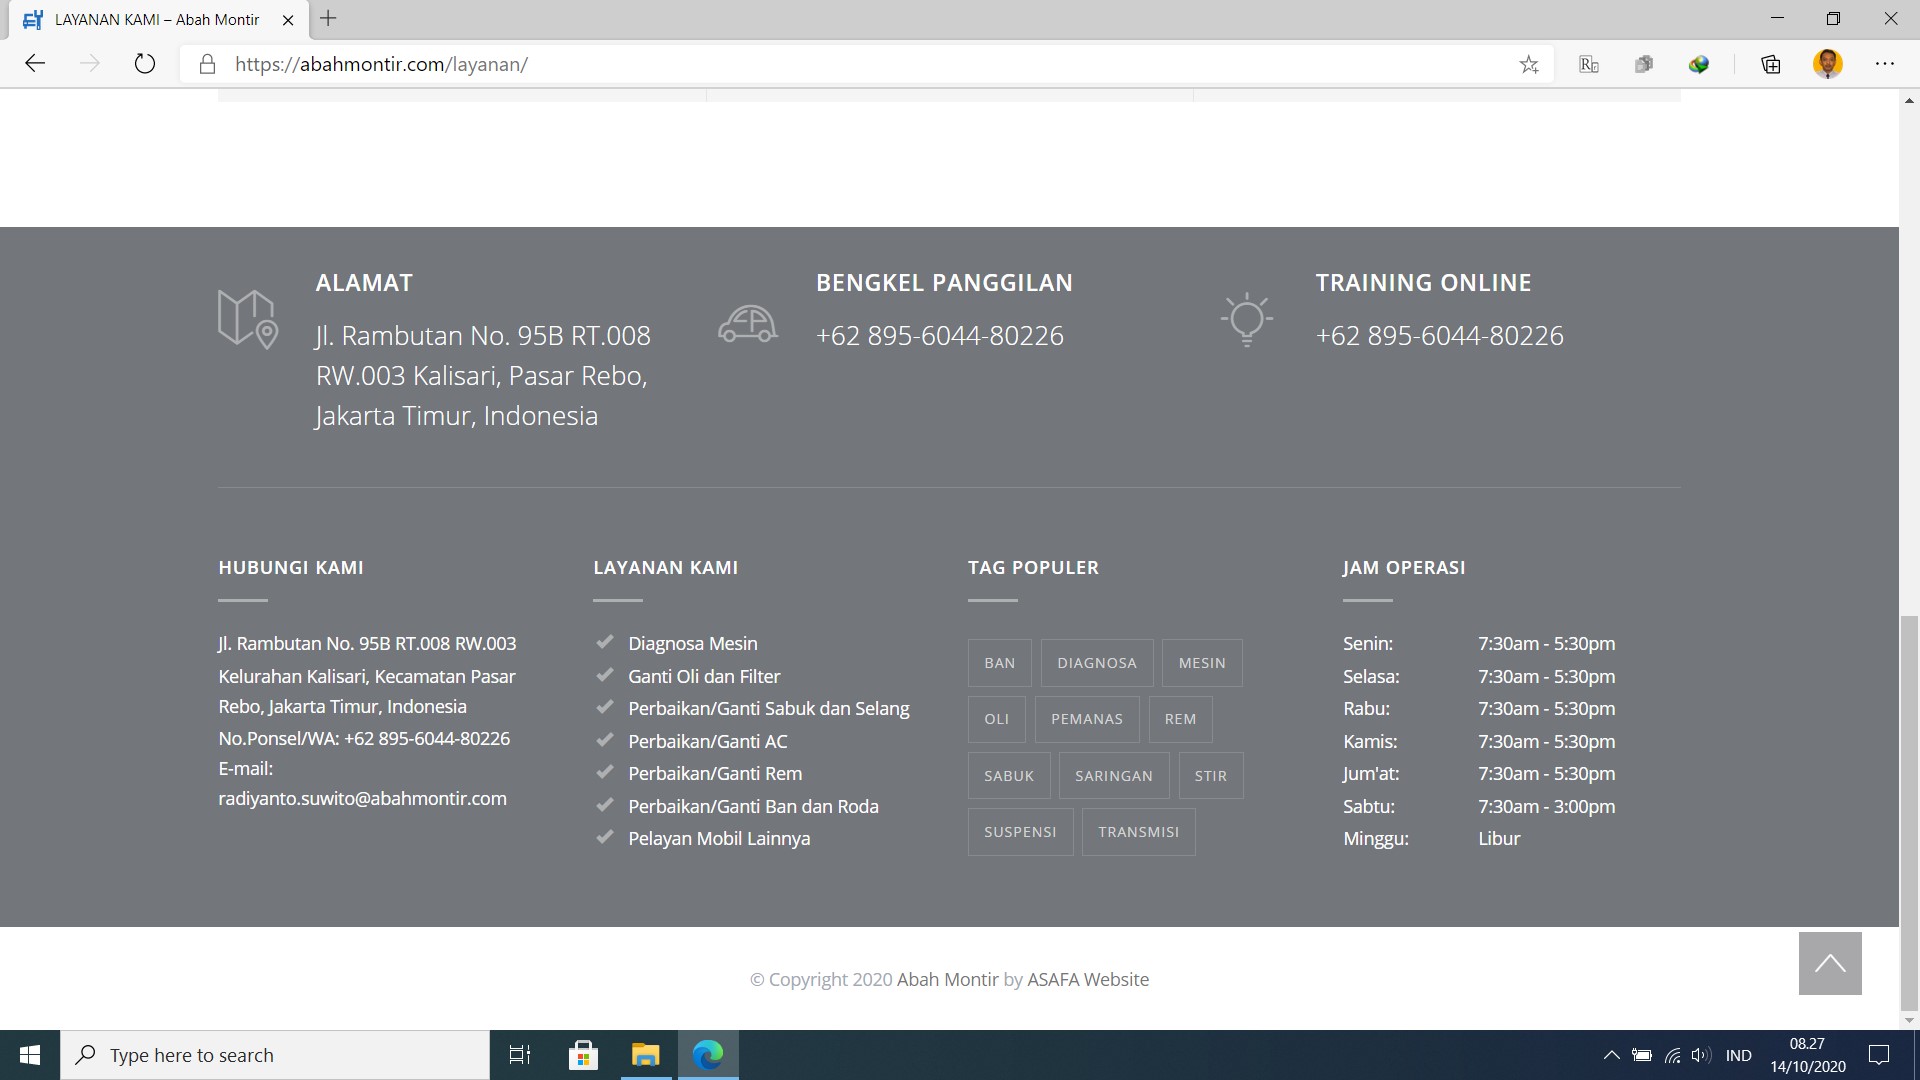 LAYANAN KAMI – Abah Montir
https://abahmontir.com/layanan/
ALAMAT
Jl. Rambutan No. 95B RT.008
RW.003 Kalisari, Pasar Rebo,
Jakarta Timur, Indonesia
BENGKEL PANGGILAN
+62 895-6044-80226
TRAINING ONLINE
+62 895-6044-80226
HUBUNGI KAMI
Jl. Rambutan No. 95B RT.008 RW.003
Kelurahan Kalisari, Kecamatan Pasar
Rebo, Jakarta Timur, Indonesia
No.Ponsel/WA: +62 895-6044-80226
E-mail:
radiyanto.suwito@abahmontir.com
LAYANAN KAMI
Diagnosa Mesin
Ganti Oli dan Filter
Perbaikan/Ganti Sabuk dan Selang
Perbaikan/Ganti AC
Perbaikan/Ganti Rem
Perbaikan/Ganti Ban dan Roda
Pelayan Mobil Lainnya
TAG POPULER
BAN DIAGNOSA MESIN
OLI PEMANAS REM
SABUK SARINGAN STIR
SUSPENSI TRANSMISI
JAM OPERASI
Senin: 7:30am - 5:30pm
Selasa: 7:30am - 5:30pm
Rabu: 7:30am - 5:30pm
Kamis: 7:30am - 5:30pm
Jum'at: 7:30am - 5:30pm
Sabtu: 7:30am - 3:00pm
Minggu: Libur
© Copyright 2020 Abah Montir by ASAFA Website
Type here to search
IND
08.27
14/10/2020